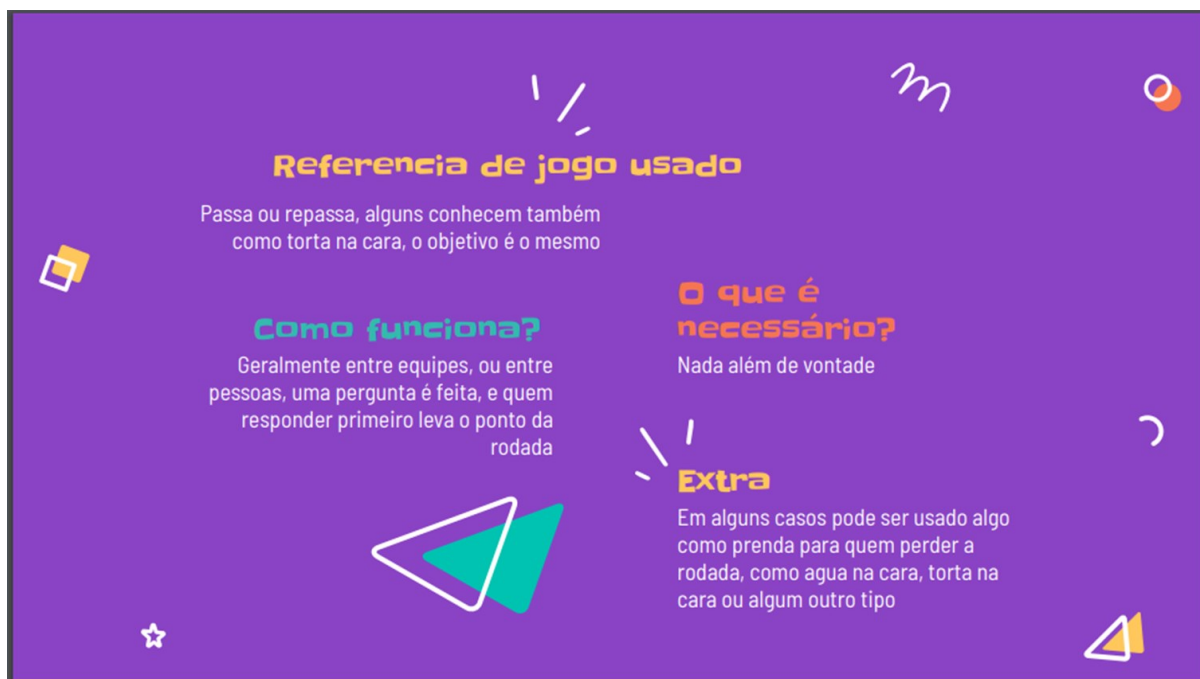 Referencia de jogo usado
Passa ou repassa, alguns conhecem também
como torta na cara, o objetivo é o mesmo
Como funciona?
Geralmente entre equipes, ou entre
pessoas, uma pergunta é feita, e quem
responder primeiro leva o ponto da
rodada
O que é
necessário?
Nada além de vontade
Extra
Em alguns casos pode ser usado algo
como prenda para quem perder a
rodada, como agua na cara, torta na
cara ou algum outro tipo